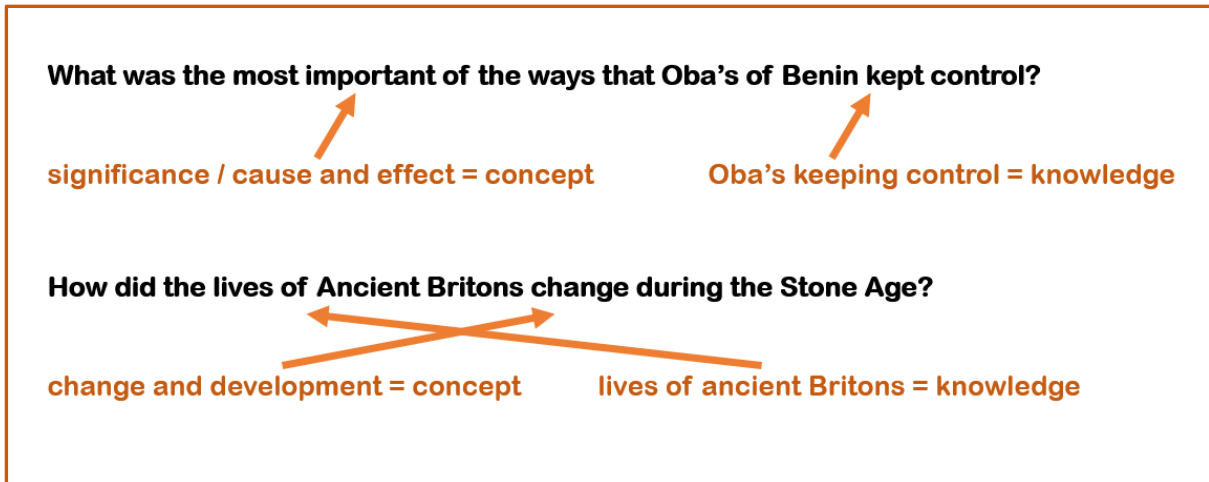 What was the most important of the ways that Oba's of Benin kept control?
significance / cause and effect = concept
Oba's keeping control = knowledge
How did the lives of Ancient Britons change during the Stone Age?
change and development = concept
lives of ancient Britons = knowledge